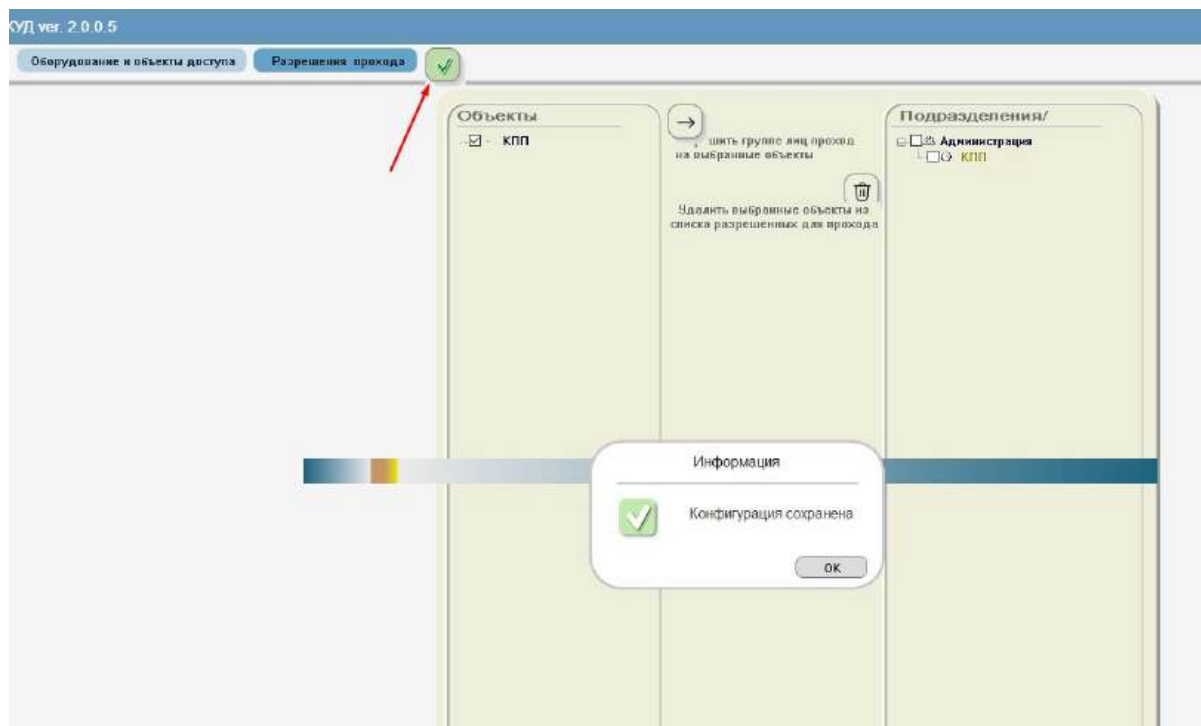 КУД ver. 2.0.0.5
Оборудование и объекты доступа
Разрешения прохода
Объекты
КПП
шить группе лиц проход
на выбранные объекты
Удалить выбранные объекты из
списка разрешенных для прохода
Подразделения/
Администрация
КПП
Информация
Конфигурация сохранена
ОК